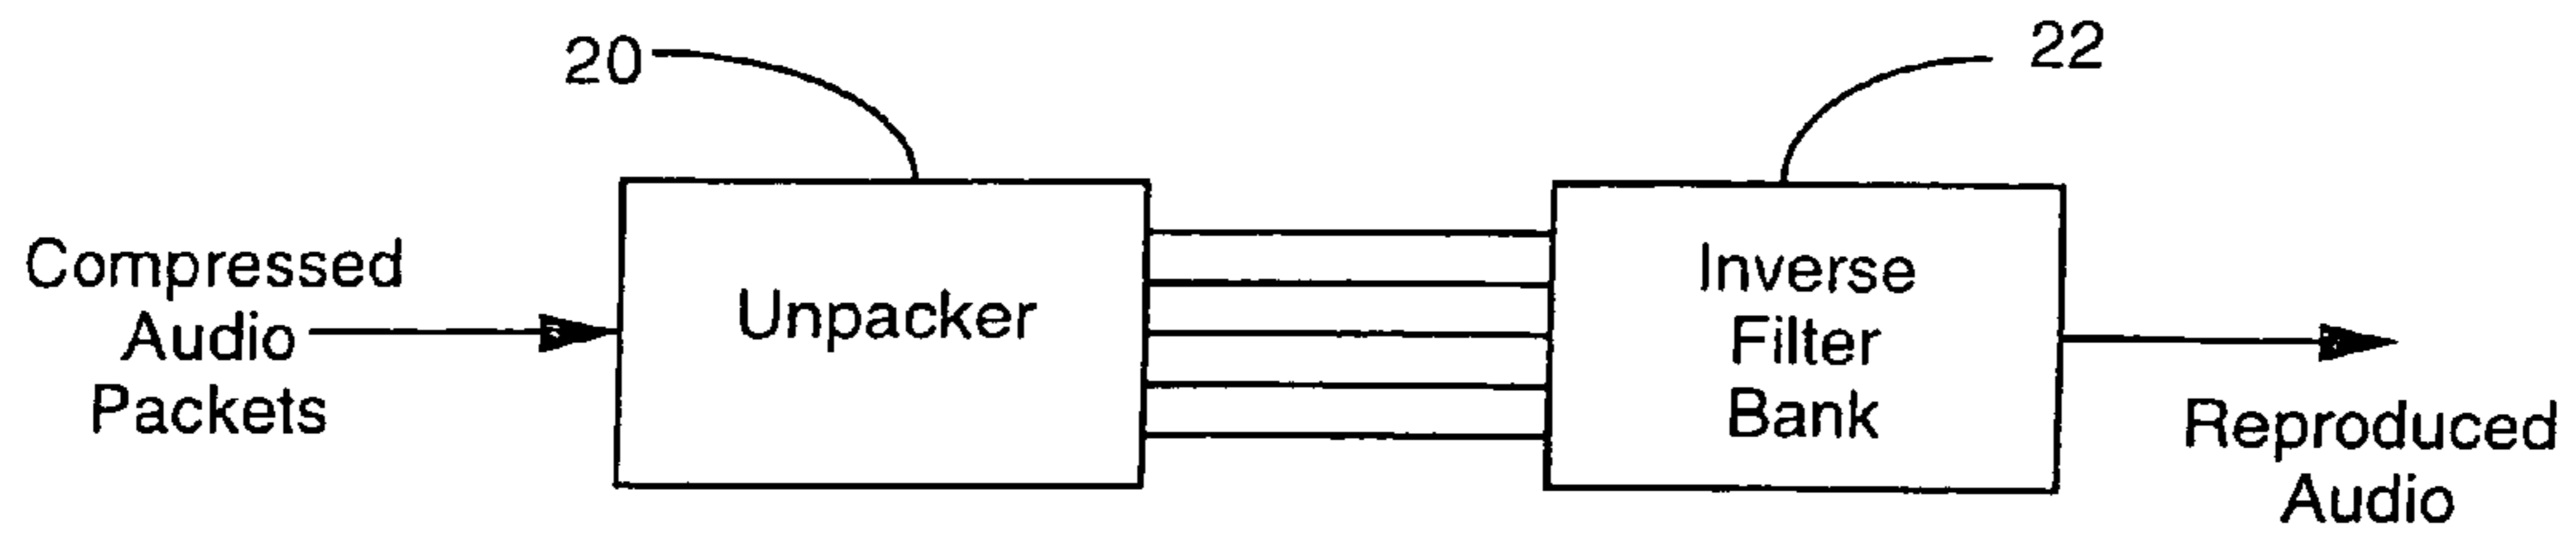 20
22
Compressed
Audio
Packets
Unpacker
Inverse
Filter
Bank
Reproduced
Audio